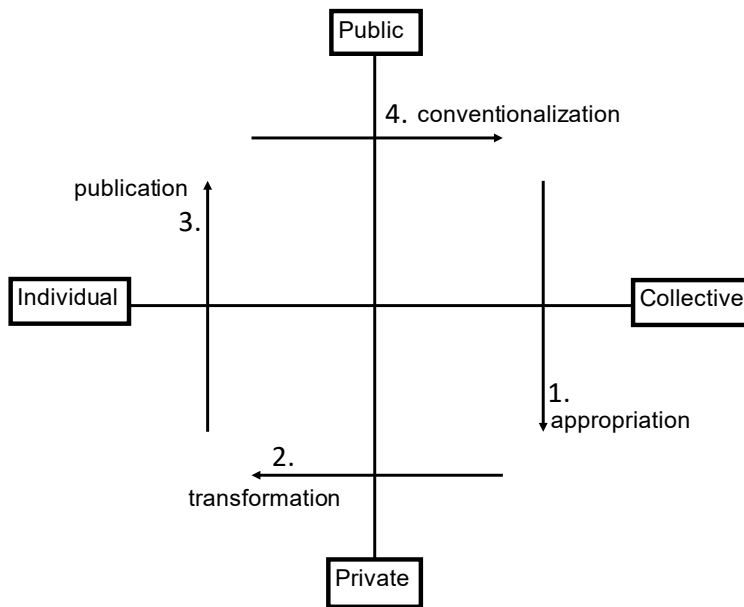 Public
4. conventionalization
publication
3.
Individual
Collective
1.
appropriation
2.
transformation
Private